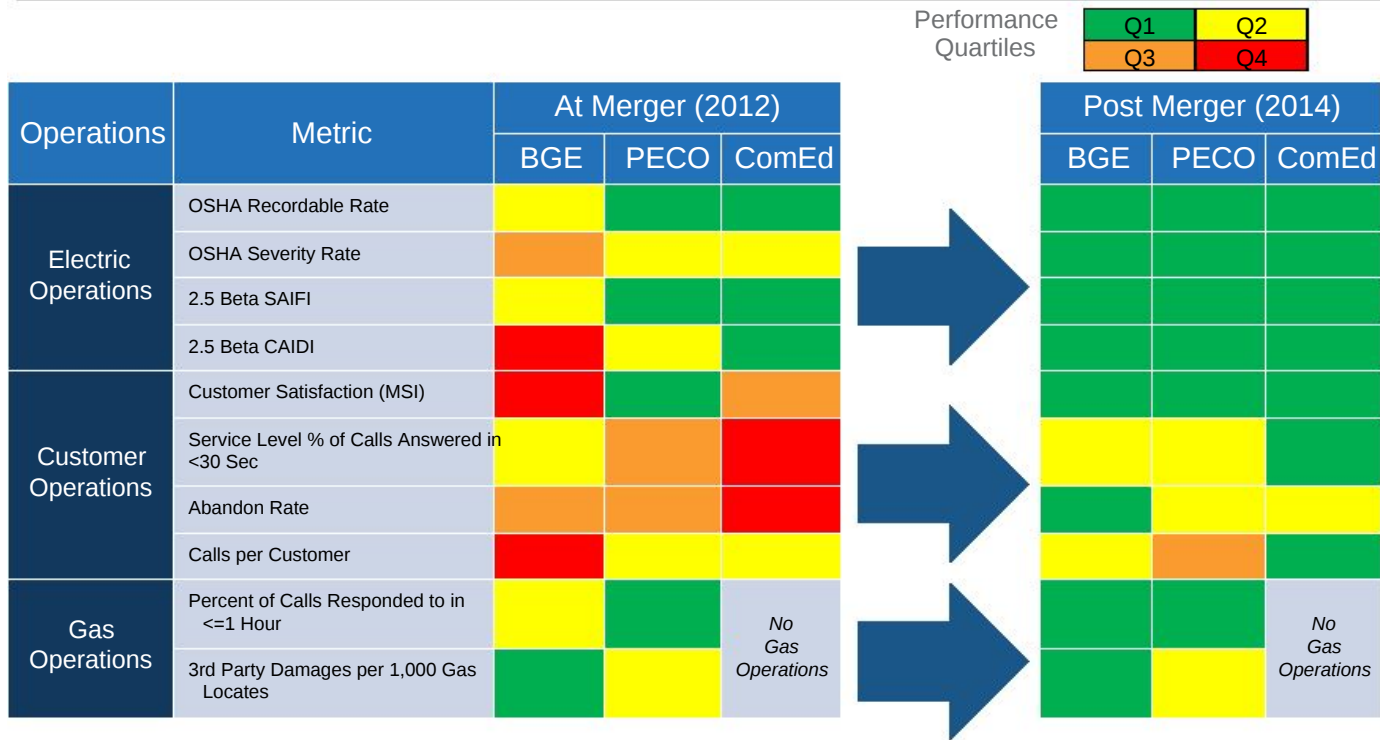 Performance
Quartiles
Q1 Q2
Q3 Q4
Operations Metric At Merger (2012) Post Merger (2014)
BGE PECO ComEd BGE PECO ComEd
Electric
Operations
OSHA Recordable Rate
OSHA Severity Rate
2.5 Beta SAIFI
2.5 Beta CAIDI
Customer
Operations
Customer Satisfaction (MSI)
Service Level % of Calls Answered in
<30 Sec
Abandon Rate
Calls per Customer
Gas
Operations
Percent of Calls Responded to in
<=1 Hour
3rd Party Damages per 1,000 Gas
Locates
No
Gas
Operations
No
Gas
Operations